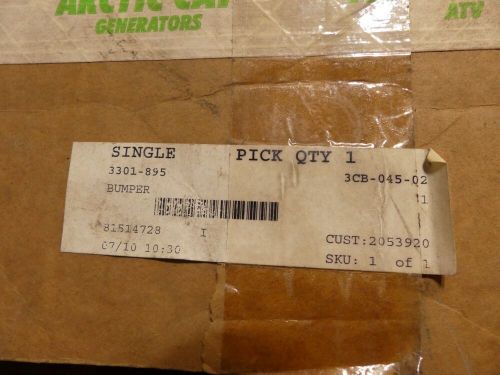 ARCTIC CAT
GENERATORS
ATV
SINGLE PICK QTY 1
3301-895 3CB-045-02
BUMPER 1
81514728 I
07/10 10:30 CUST:2053920
SKU: 1 of 1